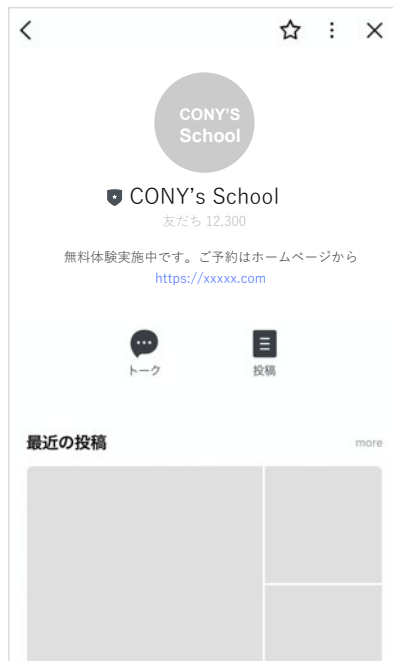 CONY'S
School
CONY’s School
友だち 12,300
無料体験実施中です。ご予約はホームページから
https://xxxxx.com
トーク
投稿
最近の投稿
more